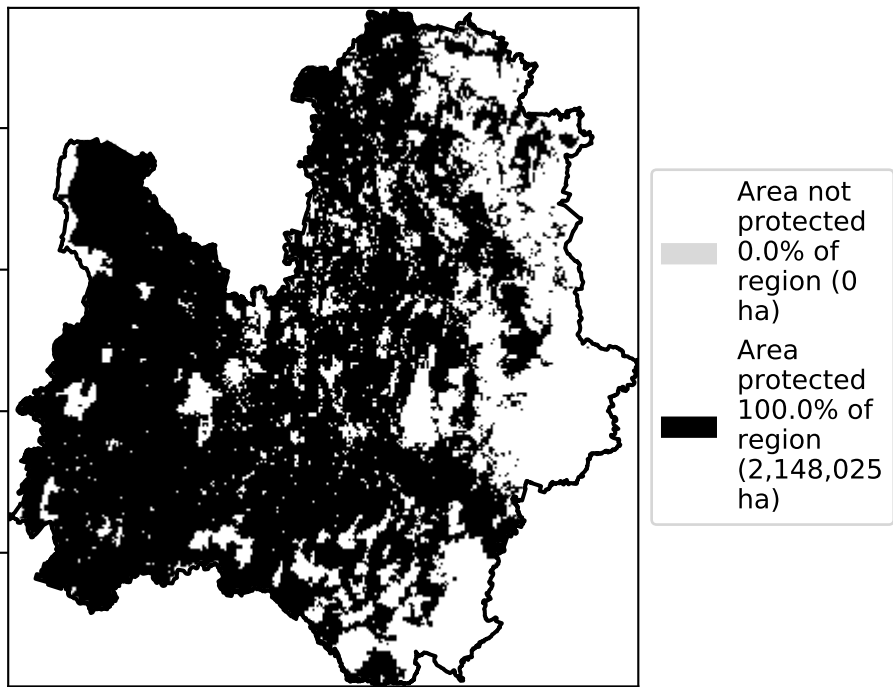 Area not
protected
0.0% of
region (0
ha)
Area
protected
100.0% of
region
(2,148,025
ha)